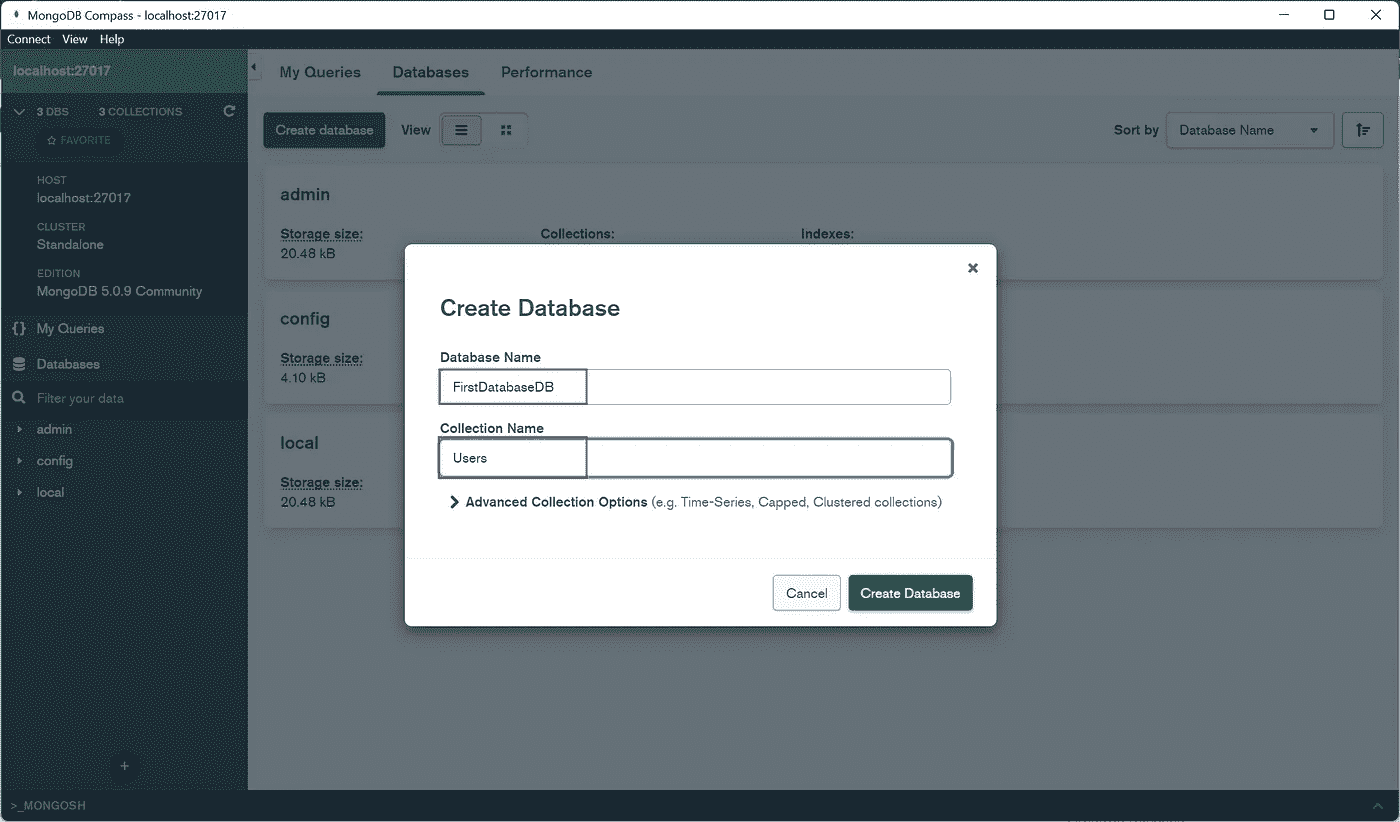 MongoDB Compass - localhost:27017
Connect View Help
localhost:27017
3 DBS 3 COLLECTIONS
FAVORITE
HOST
localhost:27017
CLUSTER
Standalone
EDITION
MongoDB 5.0.9 Community
{} My Queries
Databases
Filter your data
admin
config
local
>_MONGOSH
My Queries Databases Performance
Create database View Sort by Database Name
admin
Storage size: Collections: Indexes:
20.48 kB
config
Storage size:
4.10 kB
local
Storage size:
20.48 kB
Create Database
Database Name
FirstDatabaseDB
Collection Name
Users
Advanced Collection Options (e.g. Time-Series, Capped, Clustered collections)
Cancel Create Database